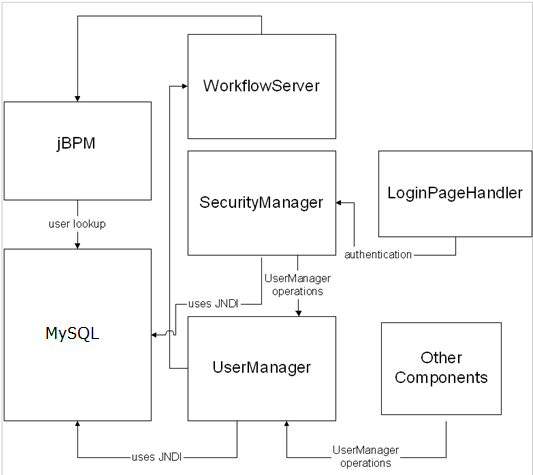 WorkflowServer
jBPM
SecurityManager
LoginPageHandler
user lookup
authentication
UserManager
operations
uses JNDI
MySQL
UserManager
Other
Components
uses JNDI
UserManager
operations